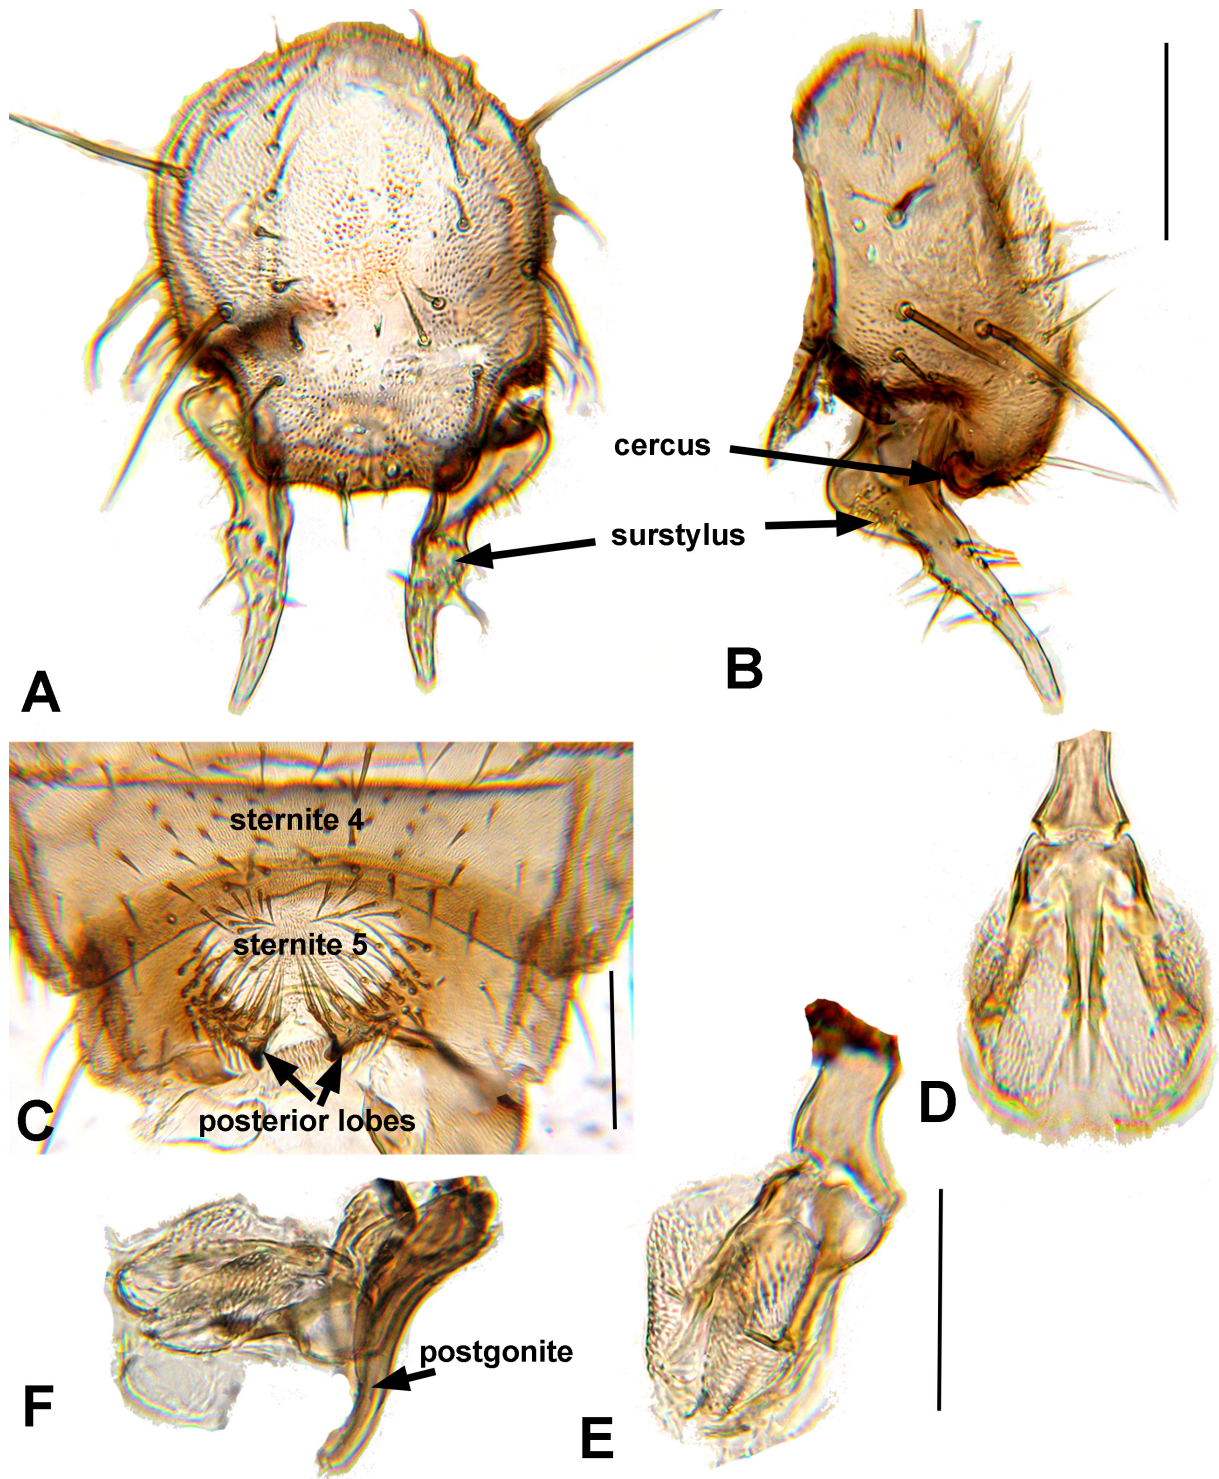 cercus
surstylus
A
B
sternite 4
sternite 5
posterior lobes
C
D
postgonite
F
E